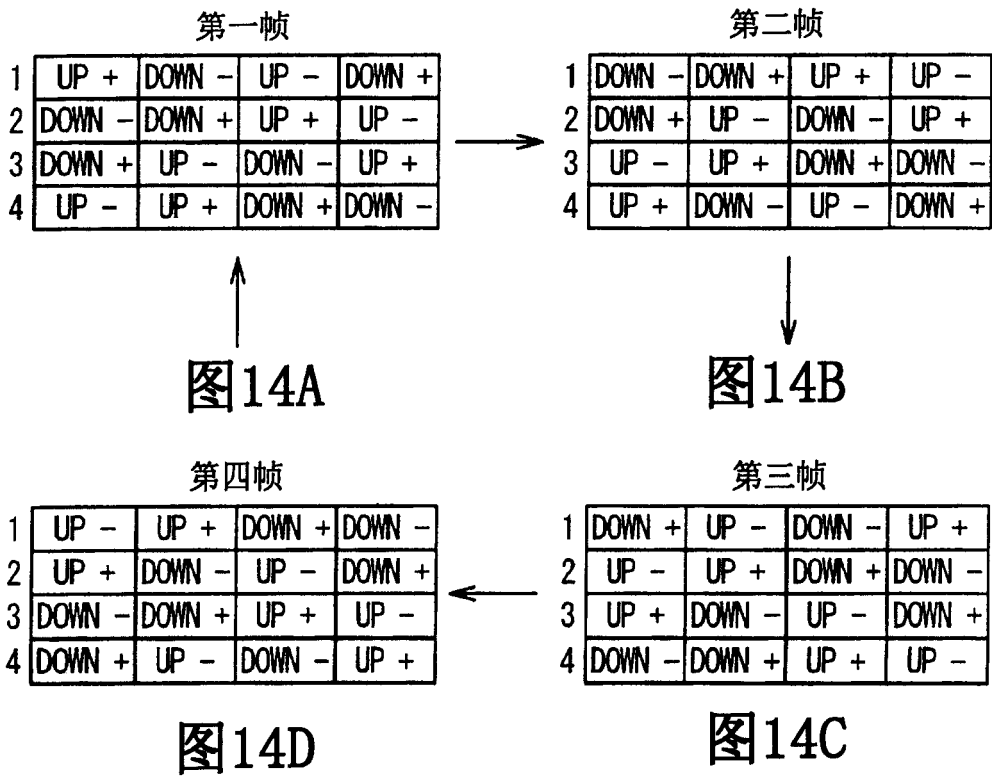 第一帧
1 UP + DOWN - UP - DOWN +
2 DOWN - DOWN + UP + UP -
3 DOWN + UP - DOWN - UP +
4 UP - UP + DOWN + DOWN -
图14A
第二帧
1 DOWN - DOWN + UP + UP -
2 DOWN + UP - DOWN - UP +
3 UP - UP + DOWN + DOWN -
4 UP + DOWN - UP - DOWN +
图14B
第四帧
1 UP - UP + DOWN + DOWN -
2 UP + DOWN - UP - DOWN +
3 DOWN - DOWN + UP + UP -
4 DOWN + UP - DOWN - UP +
图14D
第三帧
1 DOWN + UP - DOWN - UP +
2 UP - UP + DOWN + DOWN -
3 UP + DOWN - UP - DOWN +
4 DOWN - DOWN + UP + UP -
图14C